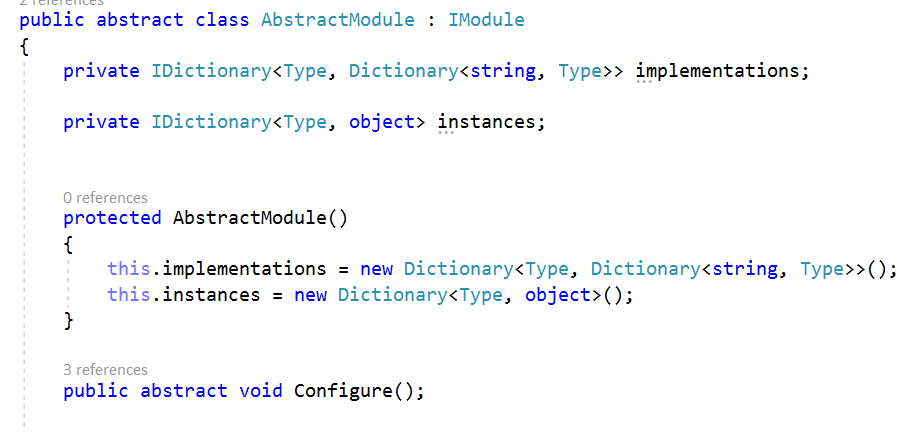 2 references
public abstract class AbstractModule : IModule
{
private IDictionary<Type, Dictionary<string, Type>> implementations;
private IDictionary<Type, object> instances;
0 references
protected AbstractModule()
{
this.implementations = new Dictionary<Type, Dictionary<string, Type>>();
this.instances = new Dictionary<Type, object>();
}
3 references
public abstract void Configure();